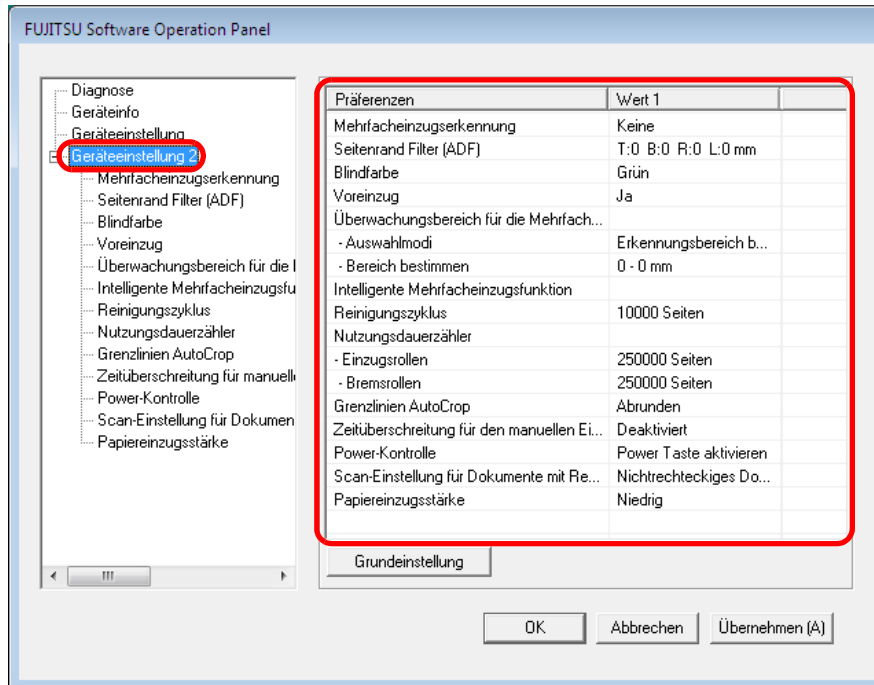 FUJITSU Software Operation Panel
Diagnose
Geräteinfo
Geräteeinstellung
Geräteeinstellung 2
Mehrfacheinzugserkennung
Seitenrand Filter (ADF)
Blindfarbe
Voreinzug
Überwachungsbereich für die l
Intelligente Mehrfacheinzugsfu
Reinigungszyklus
Nutzungsdauerzähler
Grenzlinien AutoCrop
Zeitüberschreitung für manuell
Power-Kontrolle
Scan-Einstellung für Dokumen
Papiereinzugsstärke
Präferenzen Wert 1
Mehrfacheinzugserkennung Keine
Seitenrand Filter (ADF) T:0 B:0 R:0 L:0 mm
Blindfarbe Grün
Voreinzug Ja
Überwachungsbereich für die Mehrfach...
- Auswahlmodi Erkennungsbereich b...
- Bereich bestimmen 0 - 0 mm
Intelligente Mehrfacheinzugsfunktion
Reinigungszyklus 10000 Seiten
Nutzungsdauerzähler
- Einzugsrollen 250000 Seiten
- Bremsrollen 250000 Seiten
Grenzlinien AutoCrop Abrunden
Zeitüberschreitung für den manuellen Ei... Deaktiviert
Power-Kontrolle Power Taste aktivieren
Scan-Einstellung für Dokumente mit Re... Nichtrechteckiges Do...
Papiereinzugsstärke Niedrig
Grundeinstellung
OK Abbrechen Übernehmen (A)